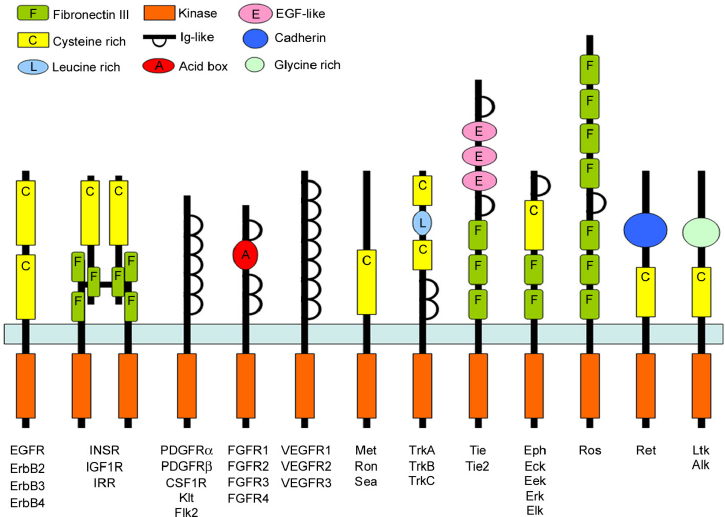 F Fibronectin III
Kinase
E EGF-like
C Cysteine rich
Ig-like
Cadherin
L Leucine rich
A Acid box
Glycine rich
F
F
F
F
E
E
E
C
C
C
C
C
L
F
F
F
F
F
F
A
C
C
C
C
C
F
F
F
F
F
F
F
F
EGFR
ErbB2
ErbB3
ErbB4
INSR
IGF1R
IRR
PDGFRα
PDGFRβ
CSF1R
Klt
Flk2
FGFR1
FGFR2
FGFR3
FGFR4
VEGFR1
VEGFR2
VEGFR3
Met
Ron
Sea
TrkA
TrkB
TrkC
Tie
Tie2
Eph
Eck
Eek
Erk
Elk
Ros
Ret
Ltk
Alk